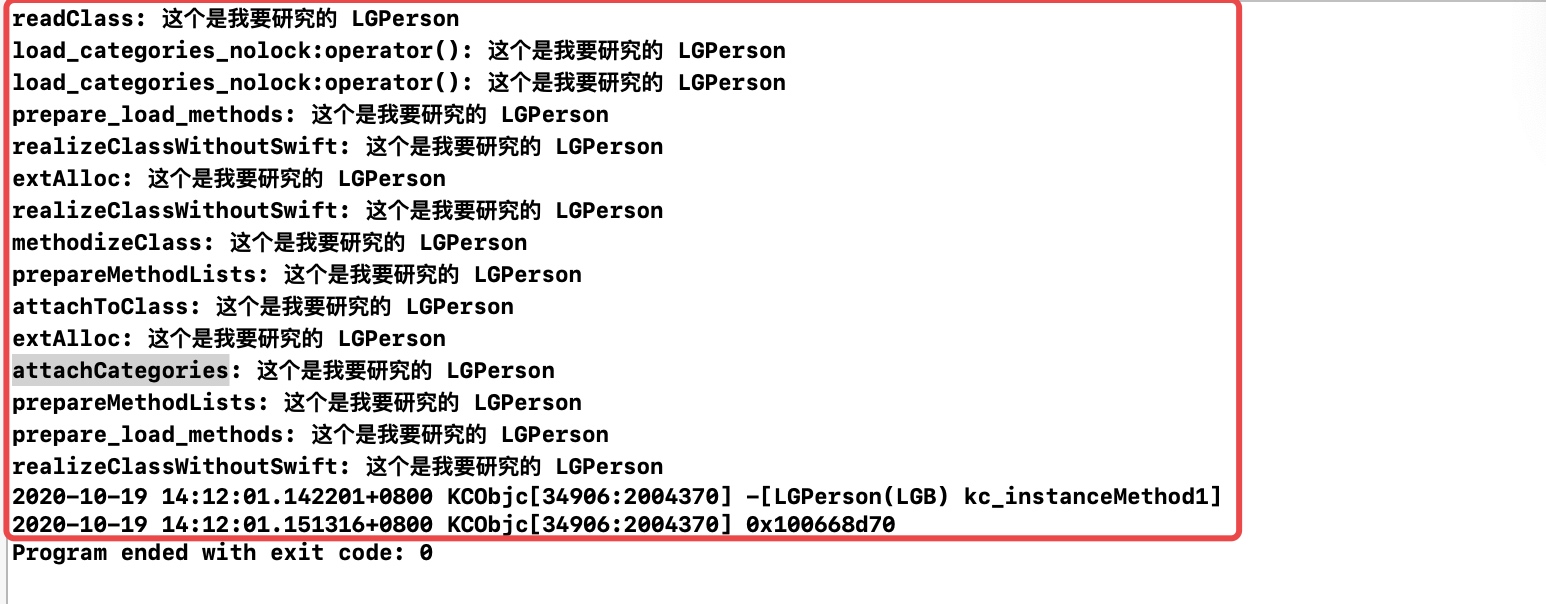 readClass: 这个是我要研究的 LGPerson
load_categories_nolock:operator(): 这个是我要研究的 LGPerson
load_categories_nolock:operator(): 这个是我要研究的 LGPerson
prepare_load_methods: 这个是我要研究的 LGPerson
realizeClassWithoutSwift: 这个是我要研究的 LGPerson
extAlloc: 这个是我要研究的 LGPerson
realizeClassWithoutSwift: 这个是我要研究的 LGPerson
methodizeClass: 这个是我要研究的 LGPerson
prepareMethodLists: 这个是我要研究的 LGPerson
attachToClass: 这个是我要研究的 LGPerson
extAlloc: 这个是我要研究的 LGPerson
attachCategories: 这个是我要研究的 LGPerson
prepareMethodLists: 这个是我要研究的 LGPerson
prepare_load_methods: 这个是我要研究的 LGPerson
realizeClassWithoutSwift: 这个是我要研究的 LGPerson
2020-10-19 14:12:01.142201+0800 KCObjc[34906:2004370] -[LGPerson(LGB) kc_instanceMethod1]
2020-10-19 14:12:01.151316+0800 KCObjc[34906:2004370] 0x100668d70
Program ended with exit code: 0